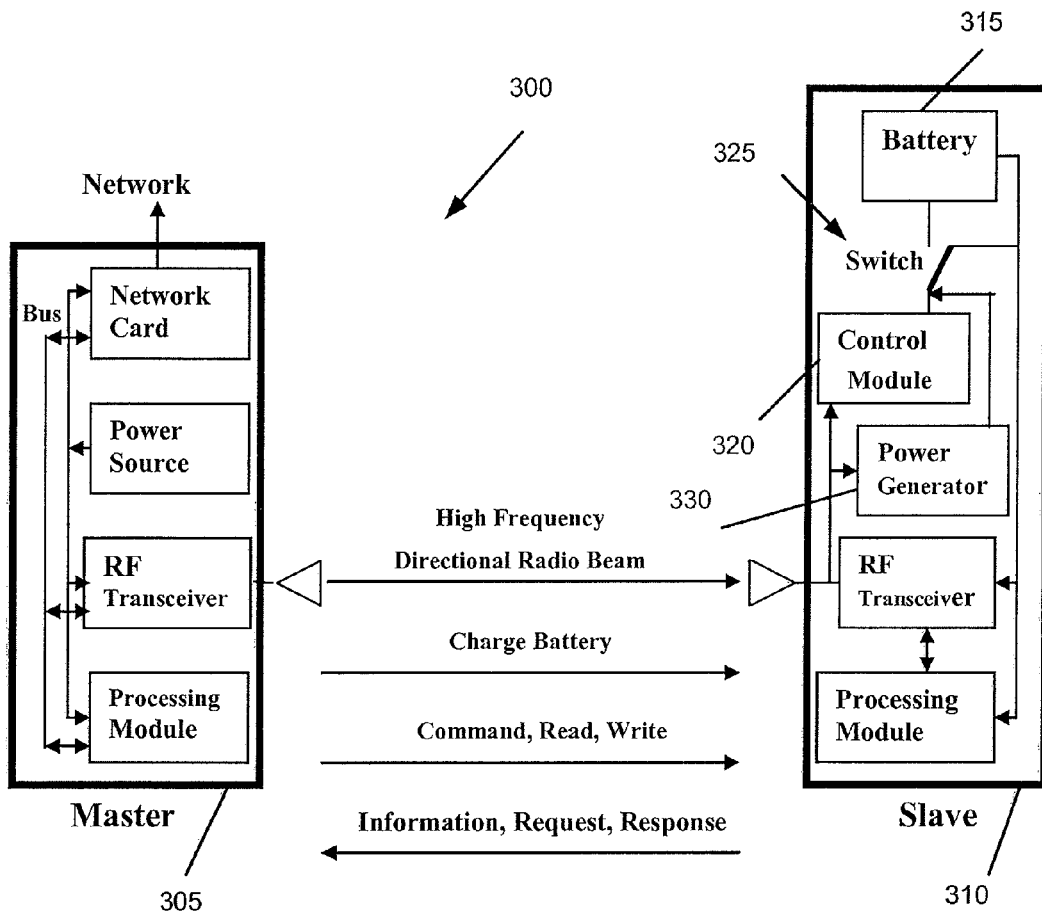 315
300
Battery
325
Network
Switch
Network
Card
Bus
Control
Module
Power
Source
320
Power
Generator
330
High Frequency
Directional Radio Beam
RF
Transceiver
RF
Transceiver
Charge Battery
Processing
Module
Processing
Module
Command, Read, Write
Master
Slave
Information, Request, Response
305
310